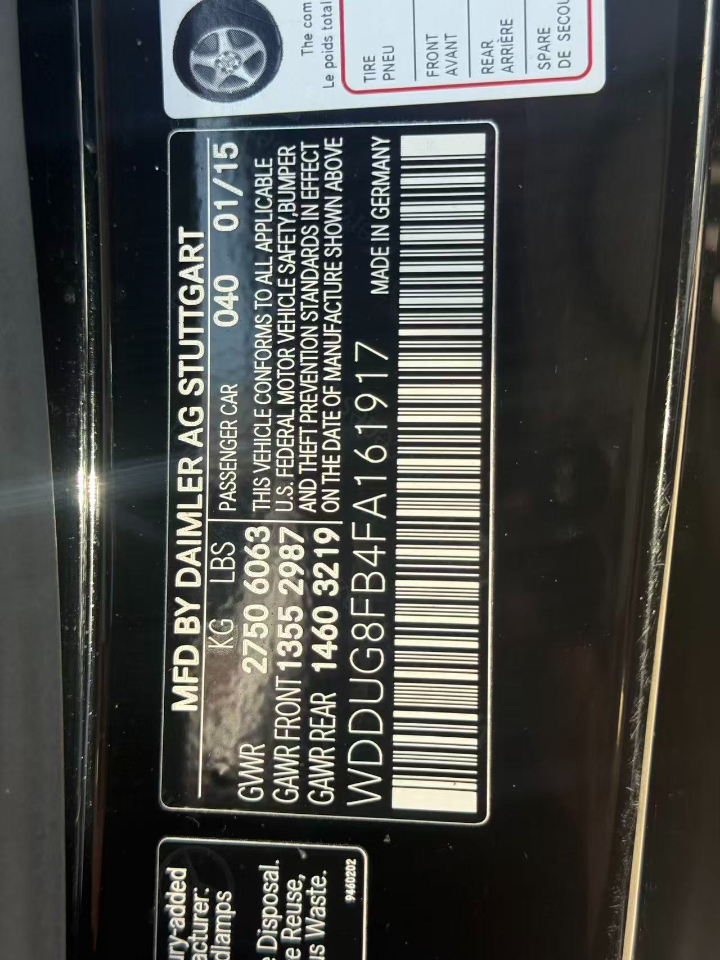 MFD BY DAIMLER AG STUTTGART
KG LBS
GVWR 2750 6063
GAWR FRONT 1355 2987
GAWR REAR 1460 3219
PASSENGER CAR 040 01/15
THIS VEHICLE CONFORMS TO ALL APPLICABLE
U.S. FEDERAL MOTOR VEHICLE SAFETY,BUMPER
AND THEFT PREVENTION STANDARDS IN EFFECT
ON THE DATE OF MANUFACTURE SHOWN ABOVE
WDDUG8FB4FA161917 MADE IN GERMANY
The com
Le poids total
TIRE
PNEU
FRONT
AVANT
REAR
ARRIÈRE
SPARE
DE SECOU
ury-added
acturer:
dlamps
e Disposal.
e Reuse,
us Waste.
9460202